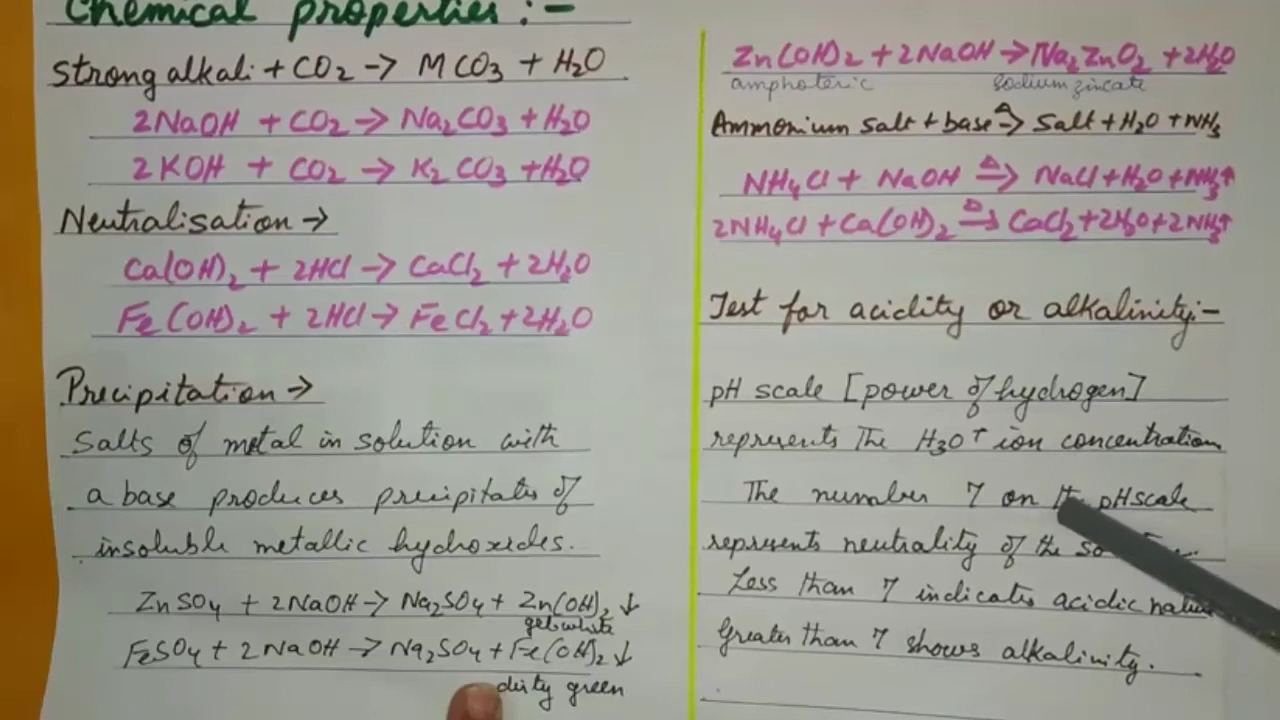 Chemical properties:-
Strong alkali + CO2 → MCO3 + H2O
2NaOH + CO2 → Na2CO3 + H2O
2KOH + CO2 → K2CO3 + H2O
Neutralisation →
Ca(OH)2 + 2HCl → CaCl2 + 2H2O
Fe(OH)2 + 2HCl → FeCl2 + 2H2O
Precipitation →
Salts of metal in solution with
a base produces precipitates of
insoluble metallic hydroxides.
ZnSO4 + 2NaOH → Na2SO4 + Zn(OH)2 ↓
gel. white
FeSO4 + 2NaOH → Na2SO4 + Fe(OH)2 ↓
dirty green
Zn(OH)2 + 2NaOH → Na2ZnO2 + 2H2O
amphoteric sodium zincate
Ammonium salt + base △→ Salt + H2O + NH3
NH4Cl + NaOH △→ NaCl + H2O + NH3↑
2NH4Cl + Ca(OH)2 △→ CaCl2 + 2H2O + 2NH3↑
Test for acidity or alkalinity:-
pH scale [power of hydrogen]
represents the H3O+ ion concentration
The number 7 on the pH scale
represents neutrality of the
Less than 7 indicates acidic nature
Greater than 7 shows alkalinity.